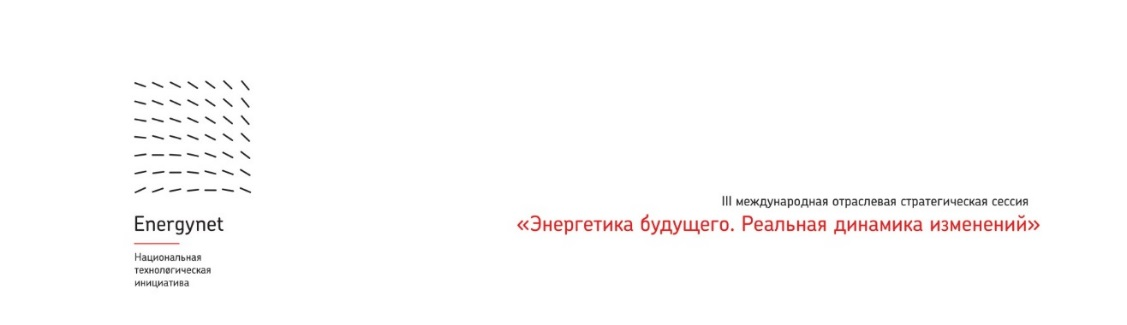 Energynet
Национальная
технологическая
инициатива
III международная отраслевая стратегическая сессия
«Энергетика будущего. Реальная динамика изменений»